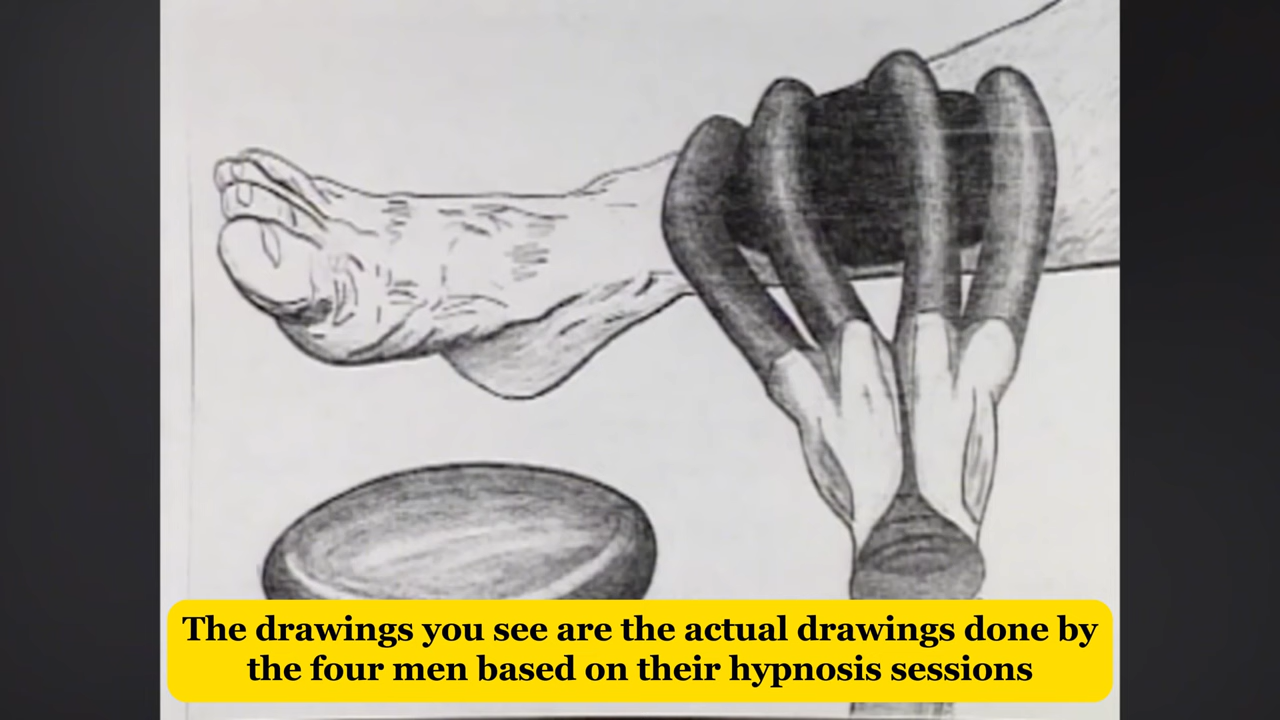 The drawings you see are the actual drawings done by
the four men based on their hypnosis sessions